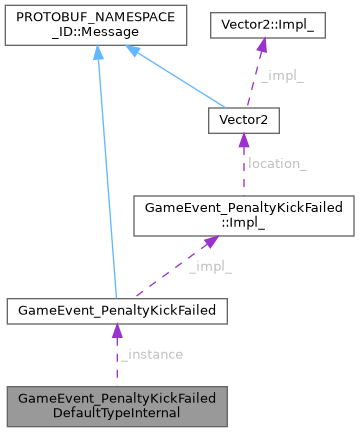 PROTOBUF_NAMESPACE
_ID::Message
Vector2::Impl_
_impl_
Vector2
location_
GameEvent_PenaltyKickFailed
::Impl_
_impl_
GameEvent_PenaltyKickFailed
_instance
GameEvent_PenaltyKickFailed
DefaultTypeInternal